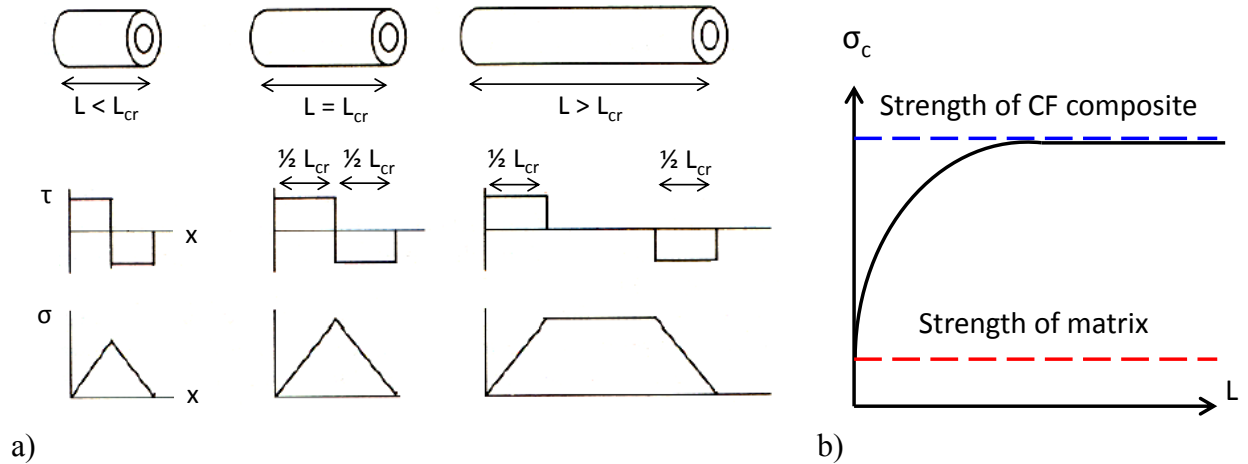 L < Lcr
L = Lcr
L > Lcr
½ Lcr ½ Lcr
½ Lcr
½ Lcr
τ
x
σ
x
a)
σc
Strength of CF composite
Strength of matrix
L
b)